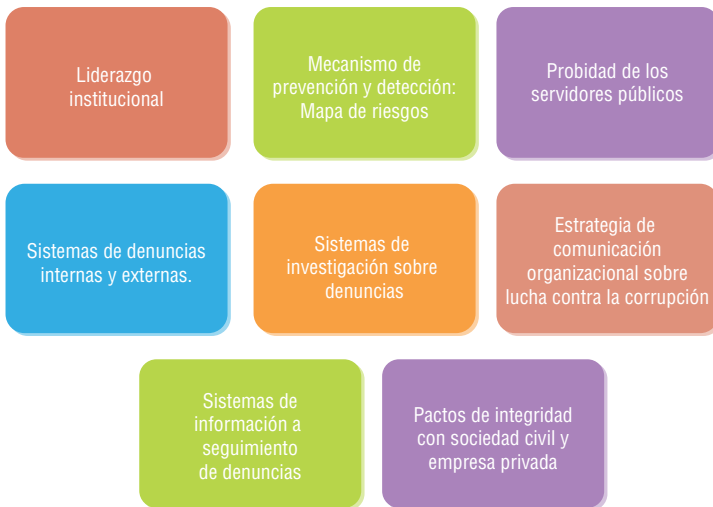 Liderazgo
institucional
Mecanismo de
prevención y detección:
Mapa de riesgos
Probidad de los
servidores públicos
Sistemas de denuncias
internas y externas.
Sistemas de
investigación sobre
denuncias
Estrategia de
comunicación
organizacional sobre
lucha contra la corrupción
Sistemas de
información a
seguimiento
de denuncias
Pactos de integridad
con sociedad civil y
empresa privada